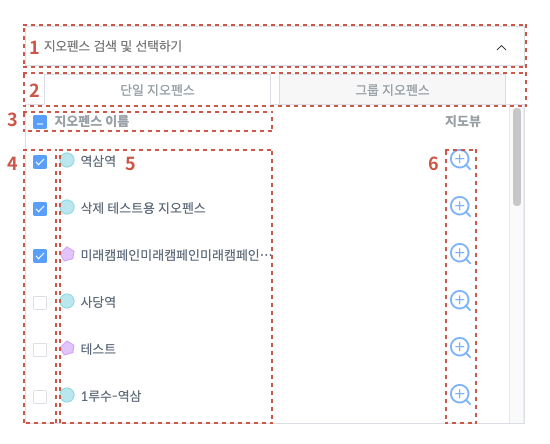 1 지오펜스 검색 및 선택하기
2 단일 지오펜스 그룹 지오펜스
3 지오펜스 이름 지도뷰
4 역삼역 5 6
삭제 테스트용 지오펜스
미래캠페인미래캠페인미래캠페인…
사당역
테스트
1루수-역삼